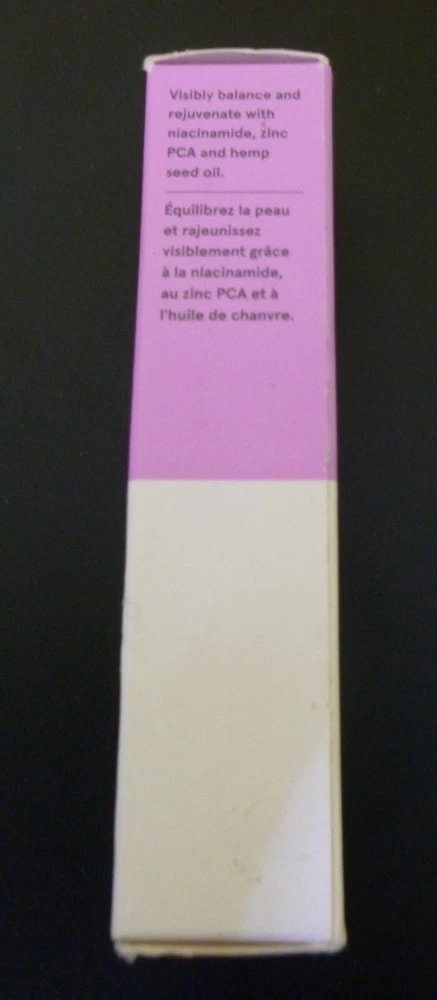 Visibly balance and
rejuvenate with
niacinamide, zinc
PCA and hemp
seed oil.
Équilibrez la peau
et rajeunissez
visiblement grâce
à la niacinamide,
au zinc PCA et à
l'huile de chanvre.